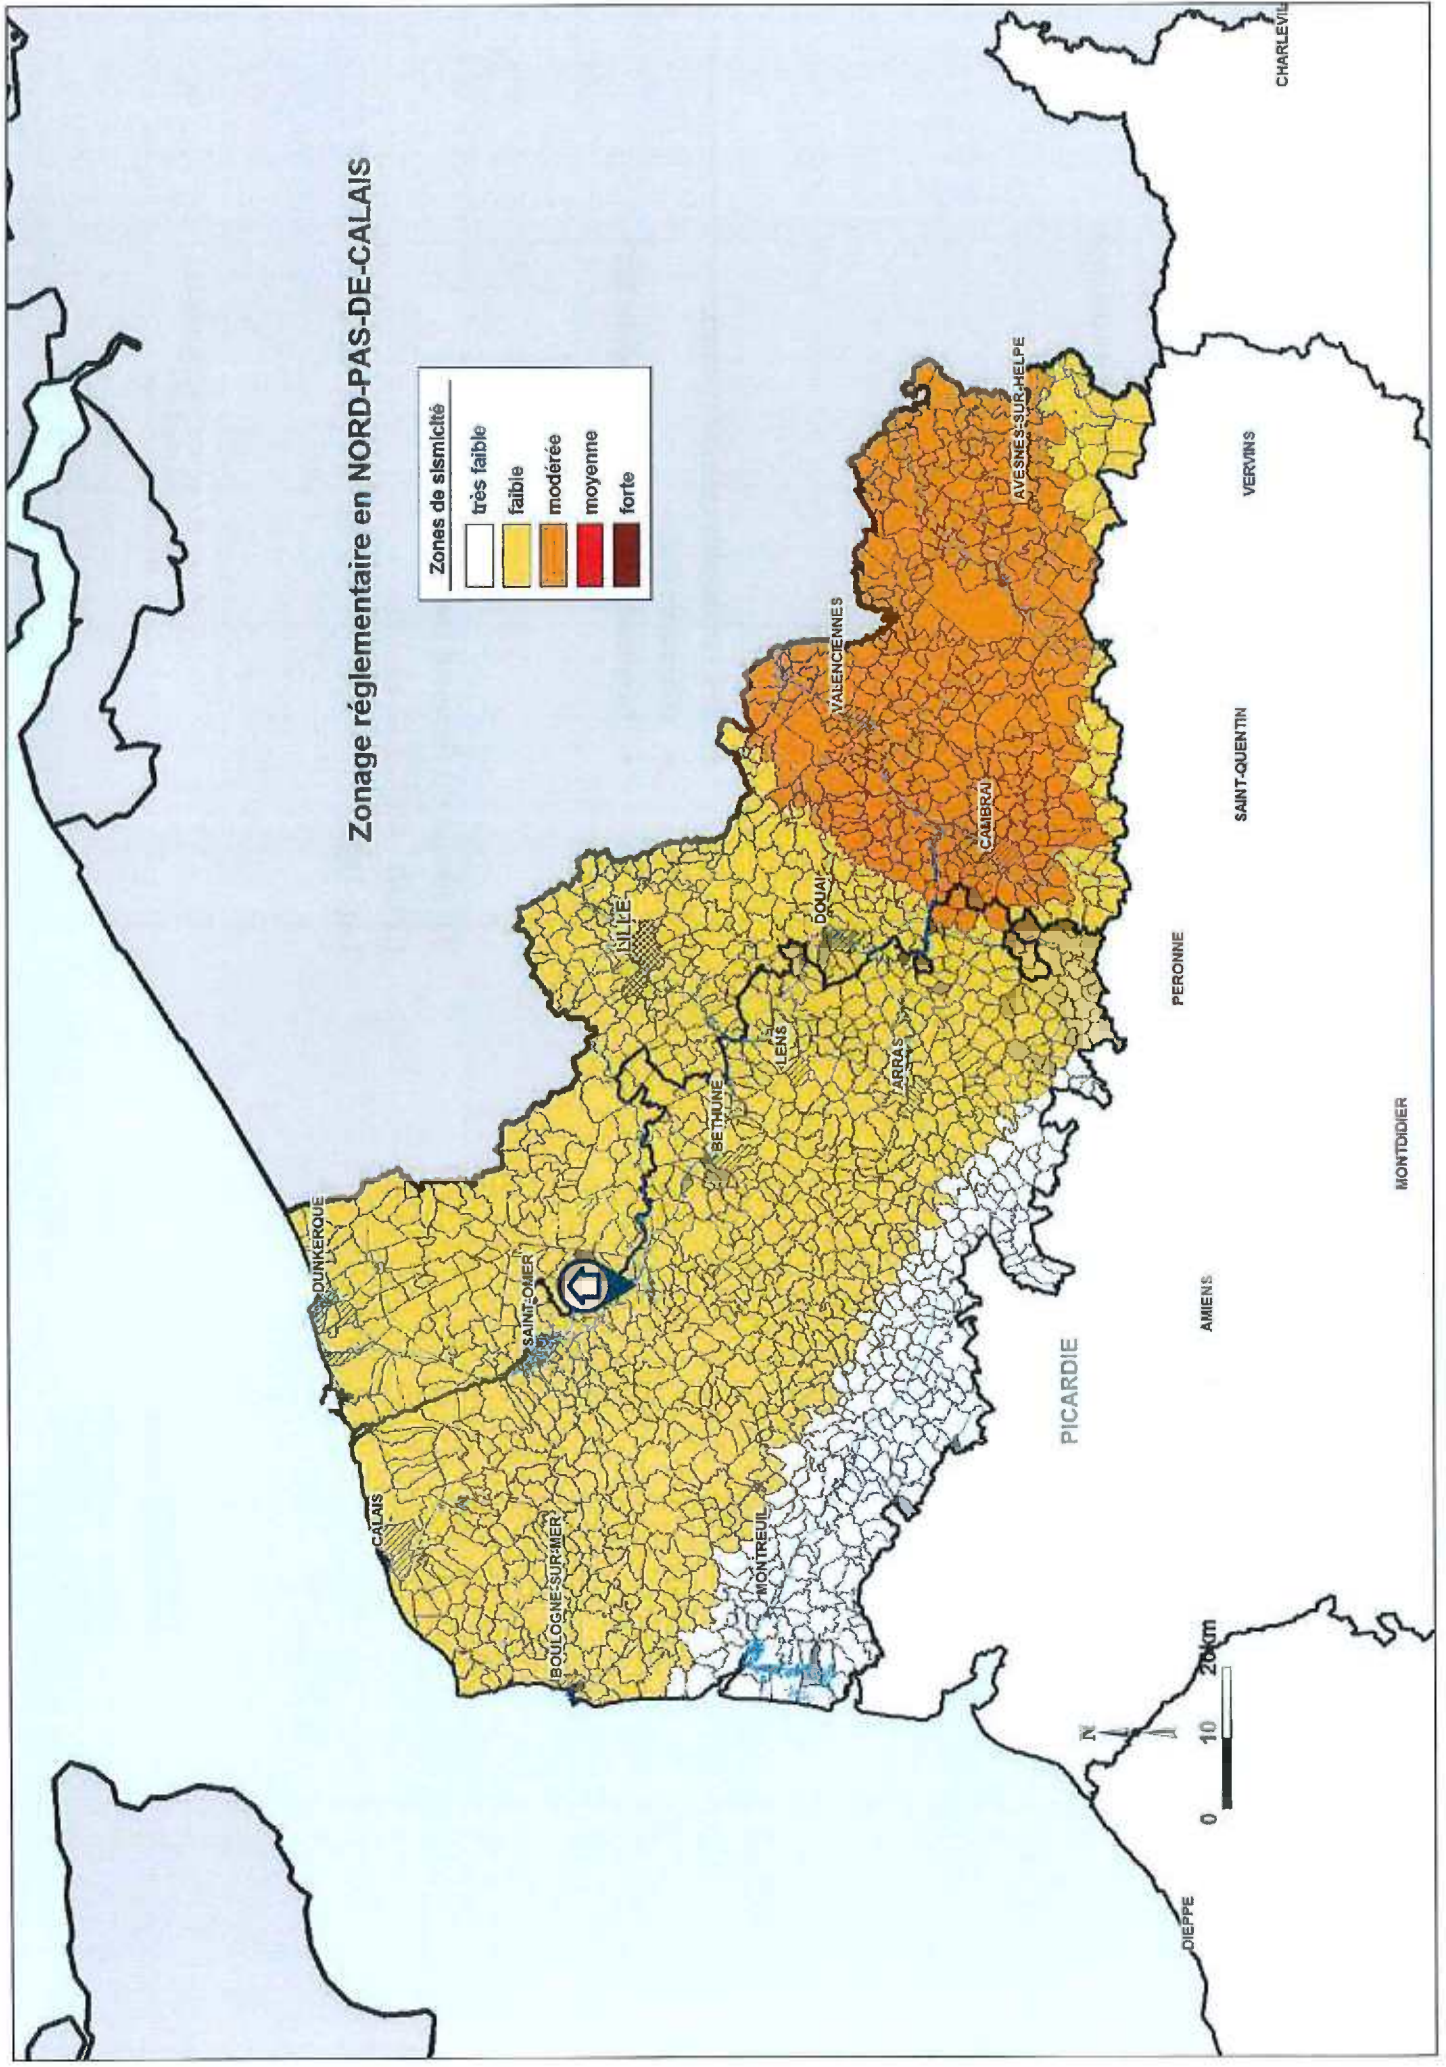 Zonage réglementaire en NORD-PAS-DE-CALAIS
Zones de sismicité
très faible
faible
modérée
moyenne
forte
DUNKERQUE
CALAIS
SAINT-OMER
BOULOGNE-SUR-MER
LILLE
BETHUNE
LENS
DOUAI
VALENCIENNES
MONTREUIL
ARRAS
CAMBRAI
AVESNES-SUR-HELPE
PICARDIE
PERONNE
SAINT-QUENTIN
VERVINS
CHARLEVIL
AMIENS
DIEPPE
MONTDIDIER
N
0 10 20km